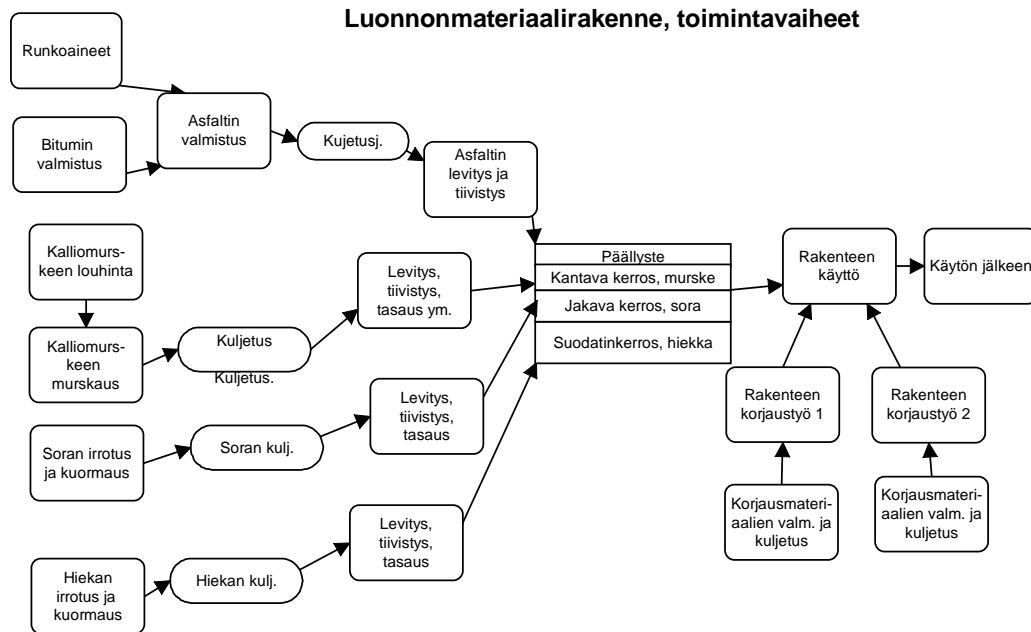 Luonnonmateriaalirakenne, toimintavaiheet
Runkoaineet
Bitumin
valmistus
Asfaltin
valmistus
Kujetusj.
Asfaltin
levitys ja
tiivistys
Kalliomurs-
keen louhinta
Kalliomurs-
keen murskaus
Kuljetus
Kuljetus.
Levitys,
tiivistys,
tasaus ym.
Soran irrotus
ja kuormaus
Soran kulj.
Levitys,
tiivistys,
tasaus
Hiekan
irrotus ja
kuormaus
Hiekan kulj.
Levitys,
tiivistys,
tasaus
Päällyste
Kantava kerros, murske
Jakava kerros, sora
Suodatinkerros, hiekka
Rakenteen
käyttö
Käytön jälkeen
Rakenteen
korjaustyö 1
Rakenteen
korjaustyö 2
Korjausmateri-
aalien valm. ja
kuljetus
Korjausmateri-
aalien valm. ja
kuljetus